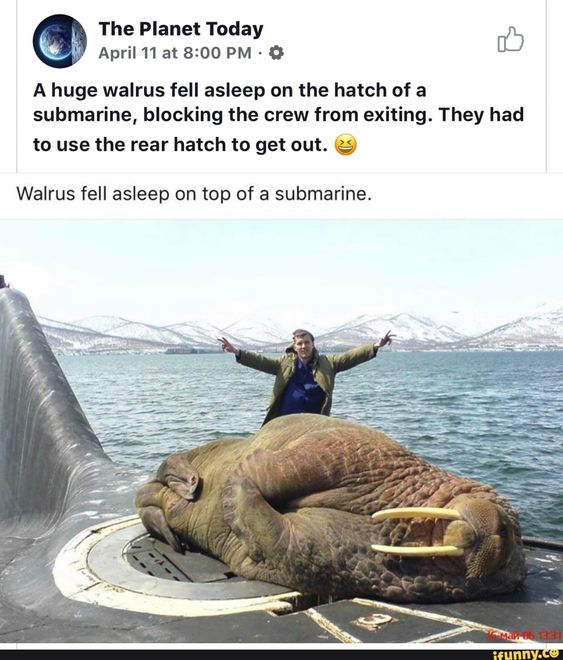 The Planet Today
April 11 at 8:00 PM ·
A huge walrus fell asleep on the hatch of a
submarine, blocking the crew from exiting. They had
to use the rear hatch to get out. 😆
Walrus fell asleep on top of a submarine.
ifunny.co